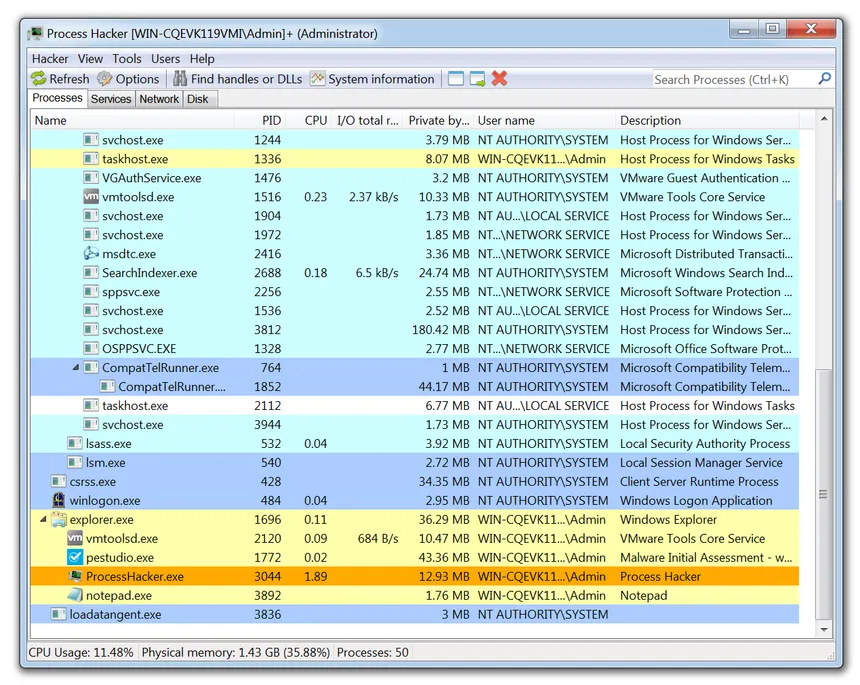 Process Hacker [WIN-CQEVK119VMI\Admin]+ (Administrator)
Hacker View Tools Users Help
Refresh Options Find handles or DLLs System information Search Processes (Ctrl+K)
Processes Services Network Disk
Name PID CPU I/O total r... Private by... User name Description
svchost.exe 1244 3.79 MB NT AUTHORITY\SYSTEM Host Process for Windows Ser...
taskhost.exe 1336 8.07 MB WIN-CQEVK11...\Admin Host Process for Windows Tasks
VGAuthService.exe 1476 3.2 MB NT AUTHORITY\SYSTEM VMware Guest Authentication ...
vm vmtoolsd.exe 1516 0.23 2.37 kB/s 10.33 MB NT AUTHORITY\SYSTEM VMware Tools Core Service
svchost.exe 1904 1.73 MB NT AU...\LOCAL SERVICE Host Process for Windows Ser...
svchost.exe 1972 1.85 MB NT...\NETWORK SERVICE Host Process for Windows Ser...
msdtc.exe 2416 3.36 MB NT...\NETWORK SERVICE Microsoft Distributed Transacti...
SearchIndexer.exe 2688 0.18 6.5 kB/s 24.74 MB NT AUTHORITY\SYSTEM Microsoft Windows Search Ind...
sppsvc.exe 2256 2.55 MB NT...\NETWORK SERVICE Microsoft Software Protection ...
svchost.exe 1536 2.52 MB NT AU...\LOCAL SERVICE Host Process for Windows Ser...
svchost.exe 3812 180.42 MB NT AUTHORITY\SYSTEM Host Process for Windows Ser...
OSPPSVC.EXE 1328 2.77 MB NT...\NETWORK SERVICE Microsoft Office Software Prot...
CompatTelRunner.exe 764 1 MB NT AUTHORITY\SYSTEM Microsoft Compatibility Telem...
CompatTelRunner.... 1852 44.17 MB NT AUTHORITY\SYSTEM Microsoft Compatibility Telem...
taskhost.exe 2112 6.77 MB NT AU...\LOCAL SERVICE Host Process for Windows Tasks
svchost.exe 3944 1.73 MB NT AUTHORITY\SYSTEM Host Process for Windows Ser...
lsass.exe 532 0.04 3.92 MB NT AUTHORITY\SYSTEM Local Security Authority Process
lsm.exe 540 2.72 MB NT AUTHORITY\SYSTEM Local Session Manager Service
csrss.exe 428 34.35 MB NT AUTHORITY\SYSTEM Client Server Runtime Process
winlogon.exe 484 0.04 2.95 MB NT AUTHORITY\SYSTEM Windows Logon Application
explorer.exe 1696 0.11 36.29 MB WIN-CQEVK11...\Admin Windows Explorer
vm vmtoolsd.exe 2120 0.09 684 B/s 10.47 MB WIN-CQEVK11...\Admin VMware Tools Core Service
pestudio.exe 1772 0.02 43.36 MB WIN-CQEVK11...\Admin Malware Initial Assessment - w...
ProcessHacker.exe 3044 1.89 12.93 MB WIN-CQEVK11...\Admin Process Hacker
notepad.exe 3892 1.76 MB WIN-CQEVK11...\Admin Notepad
loadatangent.exe 3836 3 MB NT AUTHORITY\SYSTEM
CPU Usage: 11.48% Physical memory: 1.43 GB (35.88%) Processes: 50